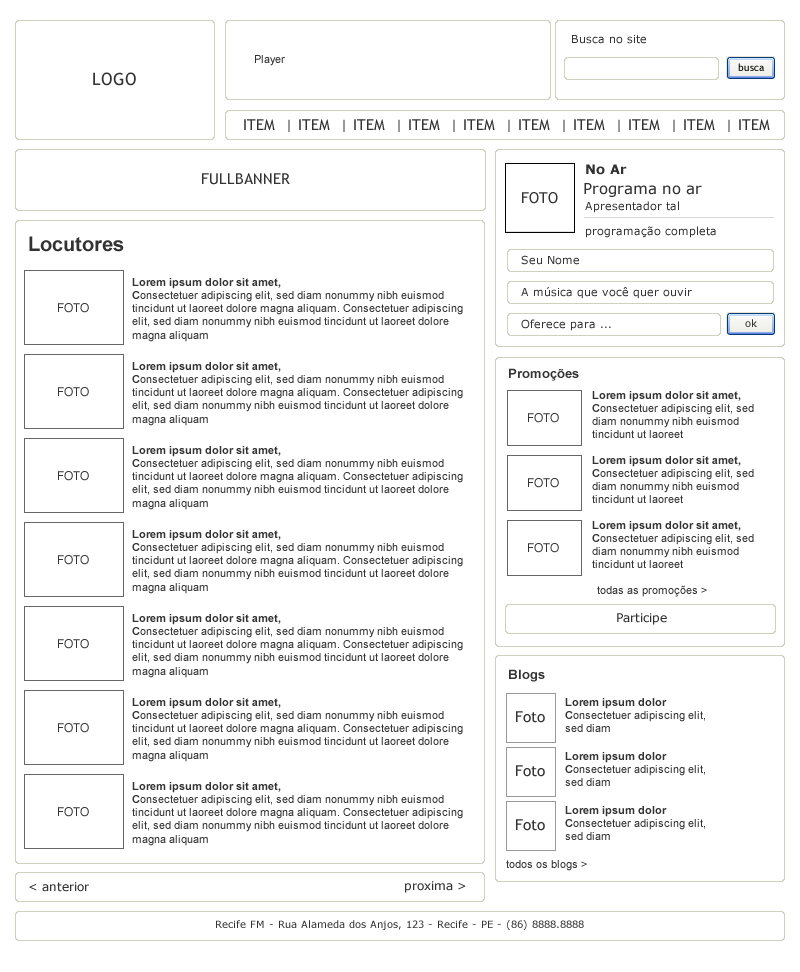 LOGO
Player
Busca no site
busca
ITEM | ITEM | ITEM | ITEM | ITEM | ITEM | ITEM | ITEM | ITEM | ITEM
FULLBANNER
Locutores
FOTO
Lorem ipsum dolor sit amet,
Consectetuer adipiscing elit, sed diam nonummy nibh euismod
tincidunt ut laoreet dolore magna aliquam. Consectetuer adipiscing
elit, sed diam nonummy nibh euismod tincidunt ut laoreet dolore
magna aliquam
FOTO
Lorem ipsum dolor sit amet,
Consectetuer adipiscing elit, sed diam nonummy nibh euismod
tincidunt ut laoreet dolore magna aliquam. Consectetuer adipiscing
elit, sed diam nonummy nibh euismod tincidunt ut laoreet dolore
magna aliquam
FOTO
Lorem ipsum dolor sit amet,
Consectetuer adipiscing elit, sed diam nonummy nibh euismod
tincidunt ut laoreet dolore magna aliquam. Consectetuer adipiscing
elit, sed diam nonummy nibh euismod tincidunt ut laoreet dolore
magna aliquam
FOTO
Lorem ipsum dolor sit amet,
Consectetuer adipiscing elit, sed diam nonummy nibh euismod
tincidunt ut laoreet dolore magna aliquam. Consectetuer adipiscing
elit, sed diam nonummy nibh euismod tincidunt ut laoreet dolore
magna aliquam
FOTO
Lorem ipsum dolor sit amet,
Consectetuer adipiscing elit, sed diam nonummy nibh euismod
tincidunt ut laoreet dolore magna aliquam. Consectetuer adipiscing
elit, sed diam nonummy nibh euismod tincidunt ut laoreet dolore
magna aliquam
FOTO
Lorem ipsum dolor sit amet,
Consectetuer adipiscing elit, sed diam nonummy nibh euismod
tincidunt ut laoreet dolore magna aliquam. Consectetuer adipiscing
elit, sed diam nonummy nibh euismod tincidunt ut laoreet dolore
magna aliquam
FOTO
Lorem ipsum dolor sit amet,
Consectetuer adipiscing elit, sed diam nonummy nibh euismod
tincidunt ut laoreet dolore magna aliquam. Consectetuer adipiscing
elit, sed diam nonummy nibh euismod tincidunt ut laoreet dolore
magna aliquam
< anterior
proxima >
FOTO
No Ar
Programa no ar
Apresentador tal
programação completa
Seu Nome
A música que você quer ouvir
Oferece para ...
ok
Promoções
FOTO
Lorem ipsum dolor sit amet,
Consectetuer adipiscing elit, sed
diam nonummy nibh euismod
tincidunt ut laoreet
FOTO
Lorem ipsum dolor sit amet,
Consectetuer adipiscing elit, sed
diam nonummy nibh euismod
tincidunt ut laoreet
FOTO
Lorem ipsum dolor sit amet,
Consectetuer adipiscing elit, sed
diam nonummy nibh euismod
tincidunt ut laoreet
todas as promoções >
Participe
Blogs
Foto
Lorem ipsum dolor
Consectetuer adipiscing elit,
sed diam
Foto
Lorem ipsum dolor
Consectetuer adipiscing elit,
sed diam
Foto
Lorem ipsum dolor
Consectetuer adipiscing elit,
sed diam
todos os blogs >
Recife FM - Rua Alameda dos Anjos, 123 - Recife - PE - (86) 8888.8888